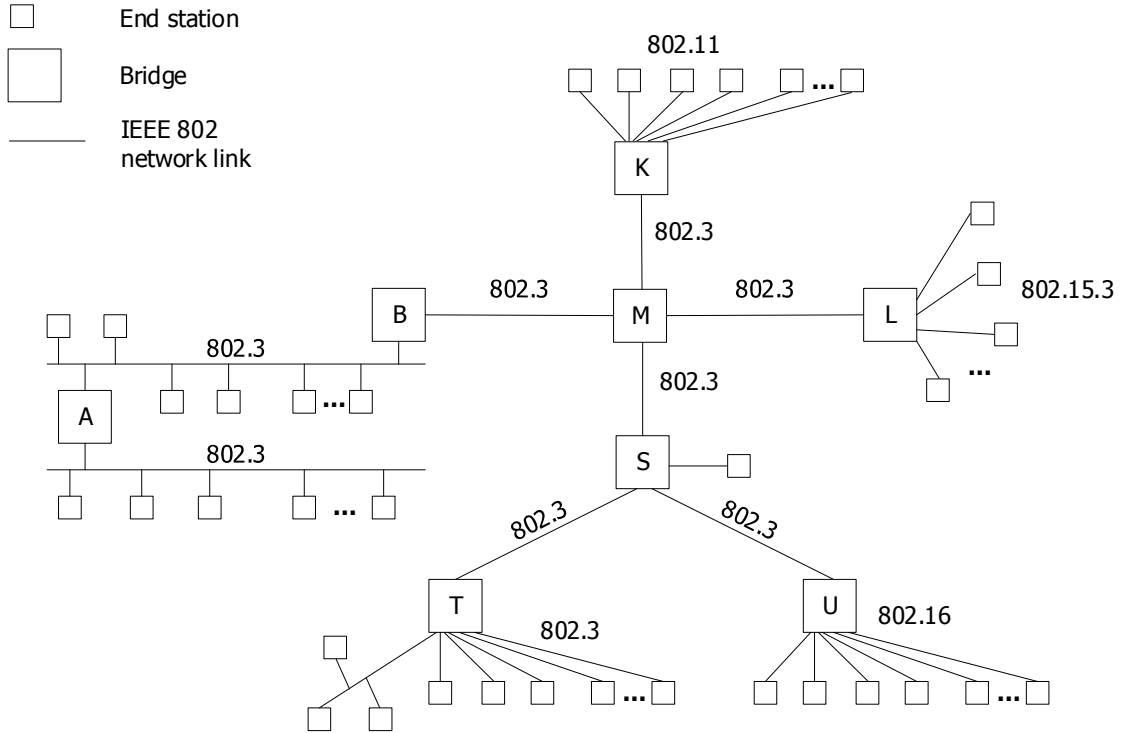 End station
Bridge
IEEE 802
network link
802.11
...
K
802.3
B
802.3
M
802.3
L
802.15.3
...
802.3
...
A
802.3
802.3
...
S
802.3
802.3
T
U
802.16
802.3
...
...